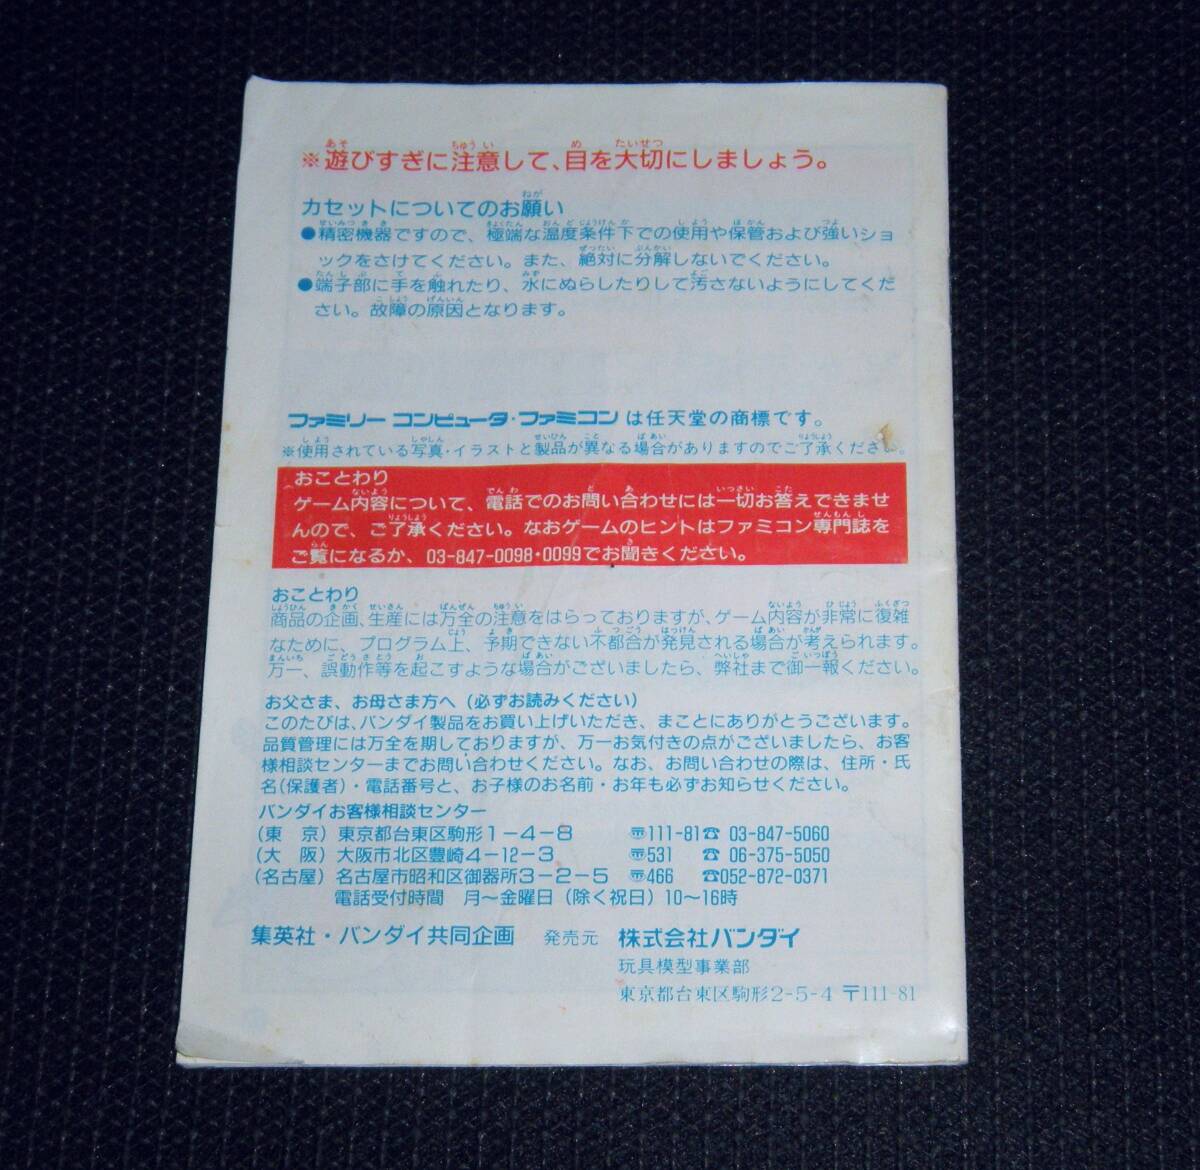 ※遊びすぎに注意して、目を大切にしましょう。
カセットについてのお願い
●精密機器ですので、極端な温度条件下での使用や保管および強いショ
ックをさけてください。また、絶対に分解しないでください。
●端子部に手を触れたり、水にぬらしたりして汚さないようにしてくだ
さい。故障の原因となります。
ファミリー コンピュータ・ファミコン は任天堂の商標です。
※使用されている写真・イラストと製品が異なる場合がありますのでご了承ください。
おことわり
ゲーム内容について、電話でのお問い合わせには一切お答えできませ
んので、ご了承ください。なおゲームのヒントはファミコン専門誌を
ご覧になるか、03-847-0098・0099でお聞きください。
おことわり
商品の企画、生産には万全の注意をはらっておりますが、ゲーム内容が非常に復雑
なために、プログラム上、予期できない不都合が発見される場合が考えられます。
万一、誤動作等を起こすような場合がございましたら、弊社まで御一報ください。
お父さま、お母さま方へ（必ずお読みください）
このたびは、バンダイ製品をお買い上げいただき、まことにありがとうございます。
品質管理には万全を期しておりますが、万一お気付きの点がございましたら、お客
様相談センターまでお問い合わせください。なお、お問い合わせの際は、住所・氏
名（保護者）・電話番号と、お子様のお名前・お年も必ずお知らせください。
バンダイお客様相談センター
（東　京）東京都台東区駒形1-4-8 〠111-81☎ 03-847-5060
（大　阪）大阪市北区豊崎4-12-3 〠531 ☎ 06-375-5050
（名古屋）名古屋市昭和区御器所3-2-5 〠466 ☎052-872-0371
電話受付時間　月～金曜日（除く祝日）10～16時
集英社・バンダイ共同企画 発売元 株式会社バンダイ
玩具模型事業部
東京都台東区駒形2-5-4 〒111-81